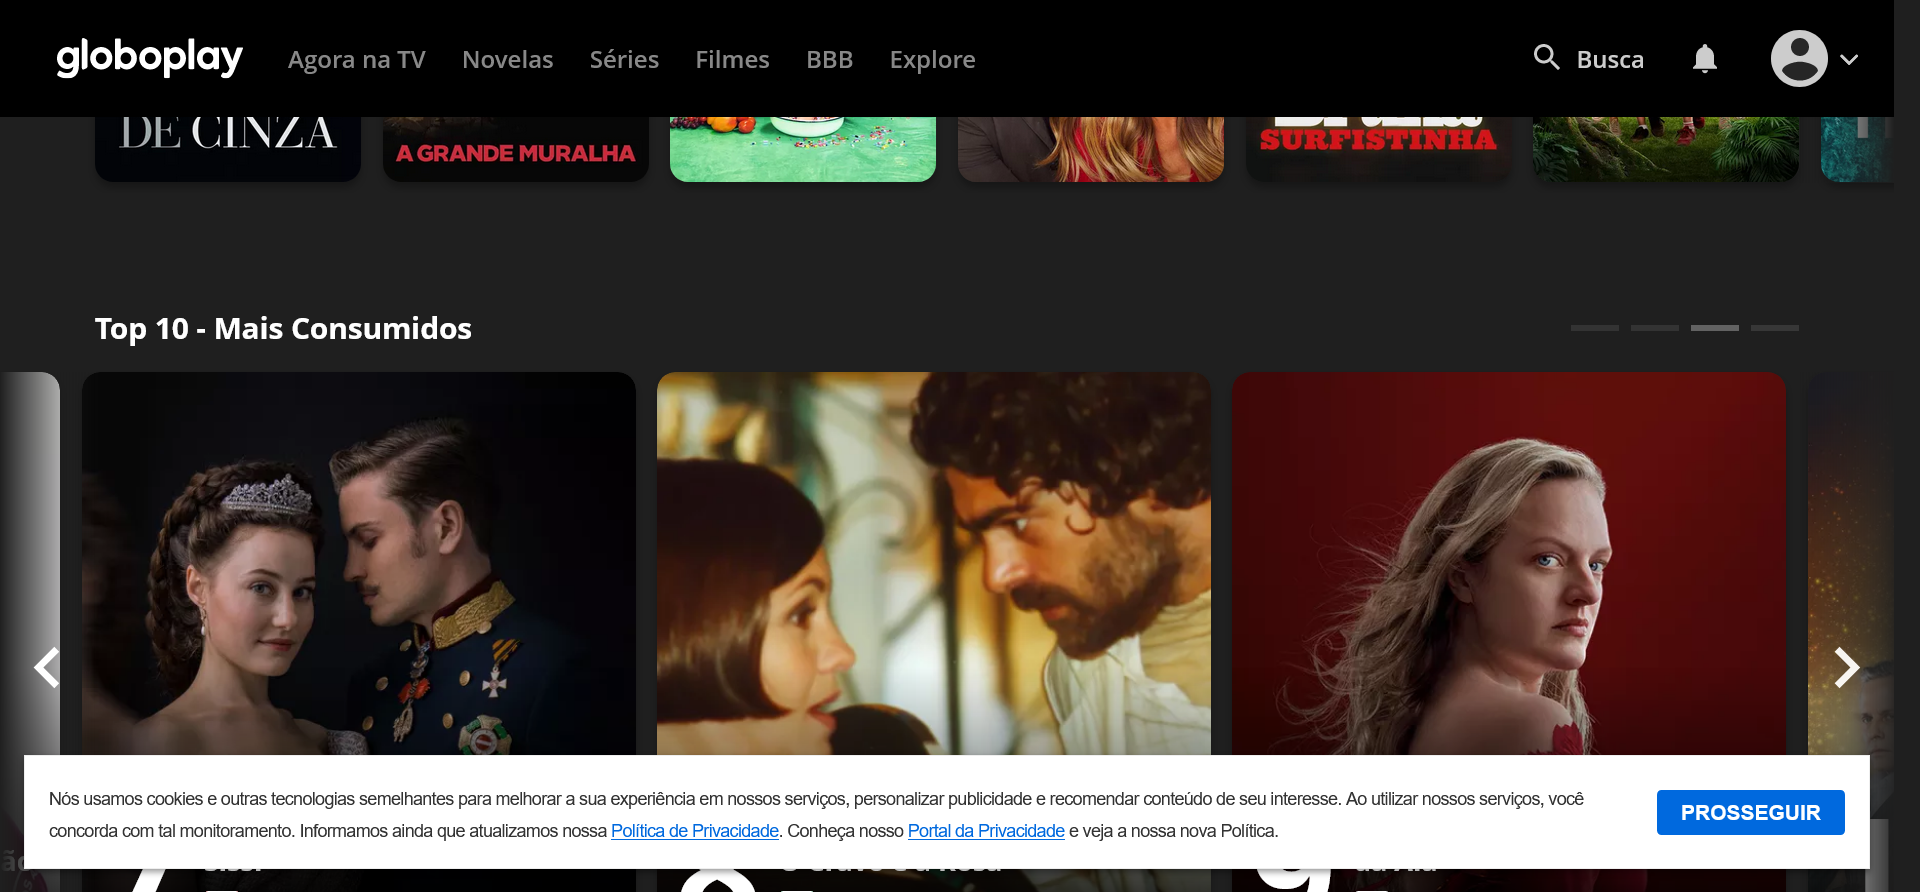 globoplay Agora na TV Novelas Séries Filmes BBB Explore Busca
DE CINZA
A GRANDE MURALHA
SURFISTINHA
Top 10 - Mais Consumidos
Nós usamos cookies e outras tecnologias semelhantes para melhorar a sua experiência em nossos serviços, personalizar publicidade e recomendar conteúdo de seu interesse. Ao utilizar nossos serviços, você
concorda com tal monitoramento. Informamos ainda que atualizamos nossa Política de Privacidade. Conheça nosso Portal da Privacidade e veja a nossa nova Política.
PROSSEGUIR